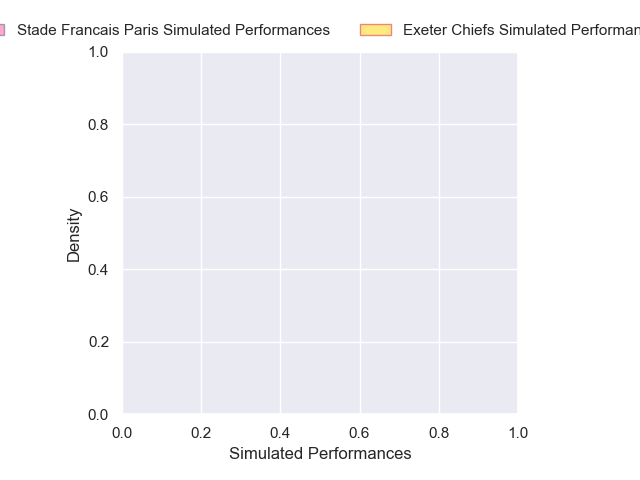 Stade Francais Paris Simulated Performances Exeter Chiefs Simulated Performan
1.0
0.8
0.6
0.4
0.2
0.0
Density
0.0 0.2 0.4 0.6 0.8 1.0
Simulated Performances